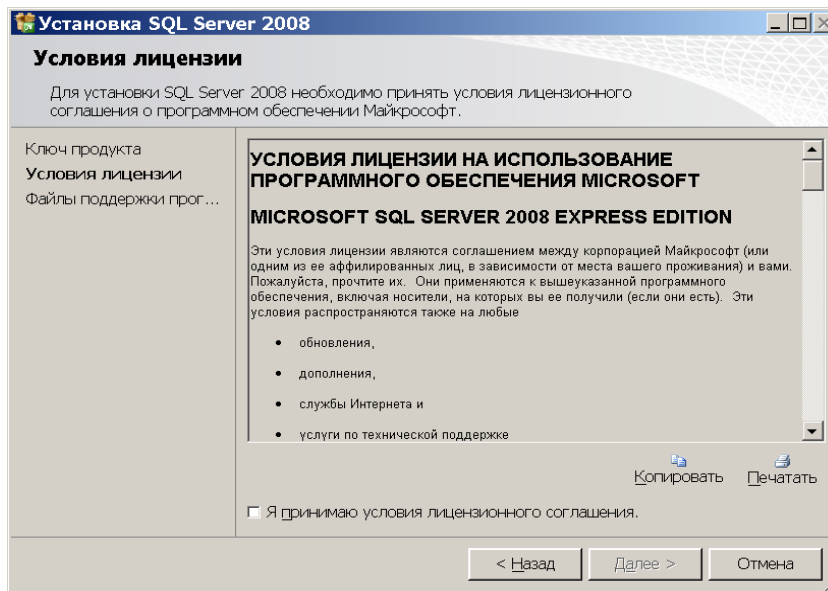 Установка SQL Server 2008
Условия лицензии
Для установки SQL Server 2008 необходимо принять условия лицензионного
соглашения о программном обеспечении Майкрософт.
Ключ продукта
Условия лицензии
Файлы поддержки прог...
УСЛОВИЯ ЛИЦЕНЗИИ НА ИСПОЛЬЗОВАНИЕ
ПРОГРАММНОГО ОБЕСПЕЧЕНИЯ MICROSOFT
MICROSOFT SQL SERVER 2008 EXPRESS EDITION
Эти условия лицензии являются соглашением между корпорацией Майкрософт (или
одним из ее аффилированных лиц, в зависимости от места вашего проживания) и вами.
Пожалуйста, прочтите их. Они применяются к вышеуказанной программного
обеспечения, включая носители, на которых вы ее получили (если они есть). Эти
условия распространяются также на любые
• обновления,
• дополнения,
• службы Интернета и
• услуги по технической поддержке
Копировать
Печатать
Я принимаю условия лицензионного соглашения.
< Назад
Далее >
Отмена